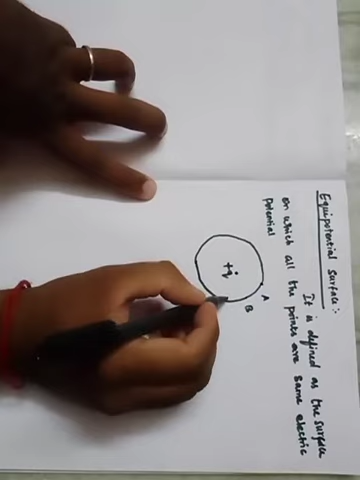 Equipotential Surface :-
It is defined as the surface
on which all the points are same electric
potential
A
B
+q